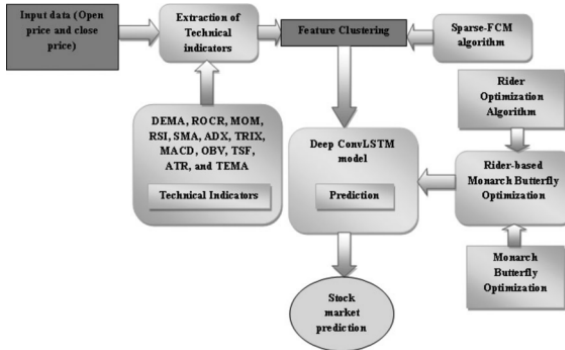 Input data (Open
price and close
price)
Extraction of
Technical
indicators
Feature Clustering
Sparse-FCM
algorithm
DEMA, ROCR, MOM,
RSI, SMA, ADX, TRIX,
MACD, OBV, TSF,
ATR, and TEMA
Technical Indicators
Deep ConvLSTM
model
Prediction
Rider
Optimization
Algorithm
Rider-based
Monarch Butterfly
Optimization
Monarch
Butterfly
Optimization
Stock
market
prediction